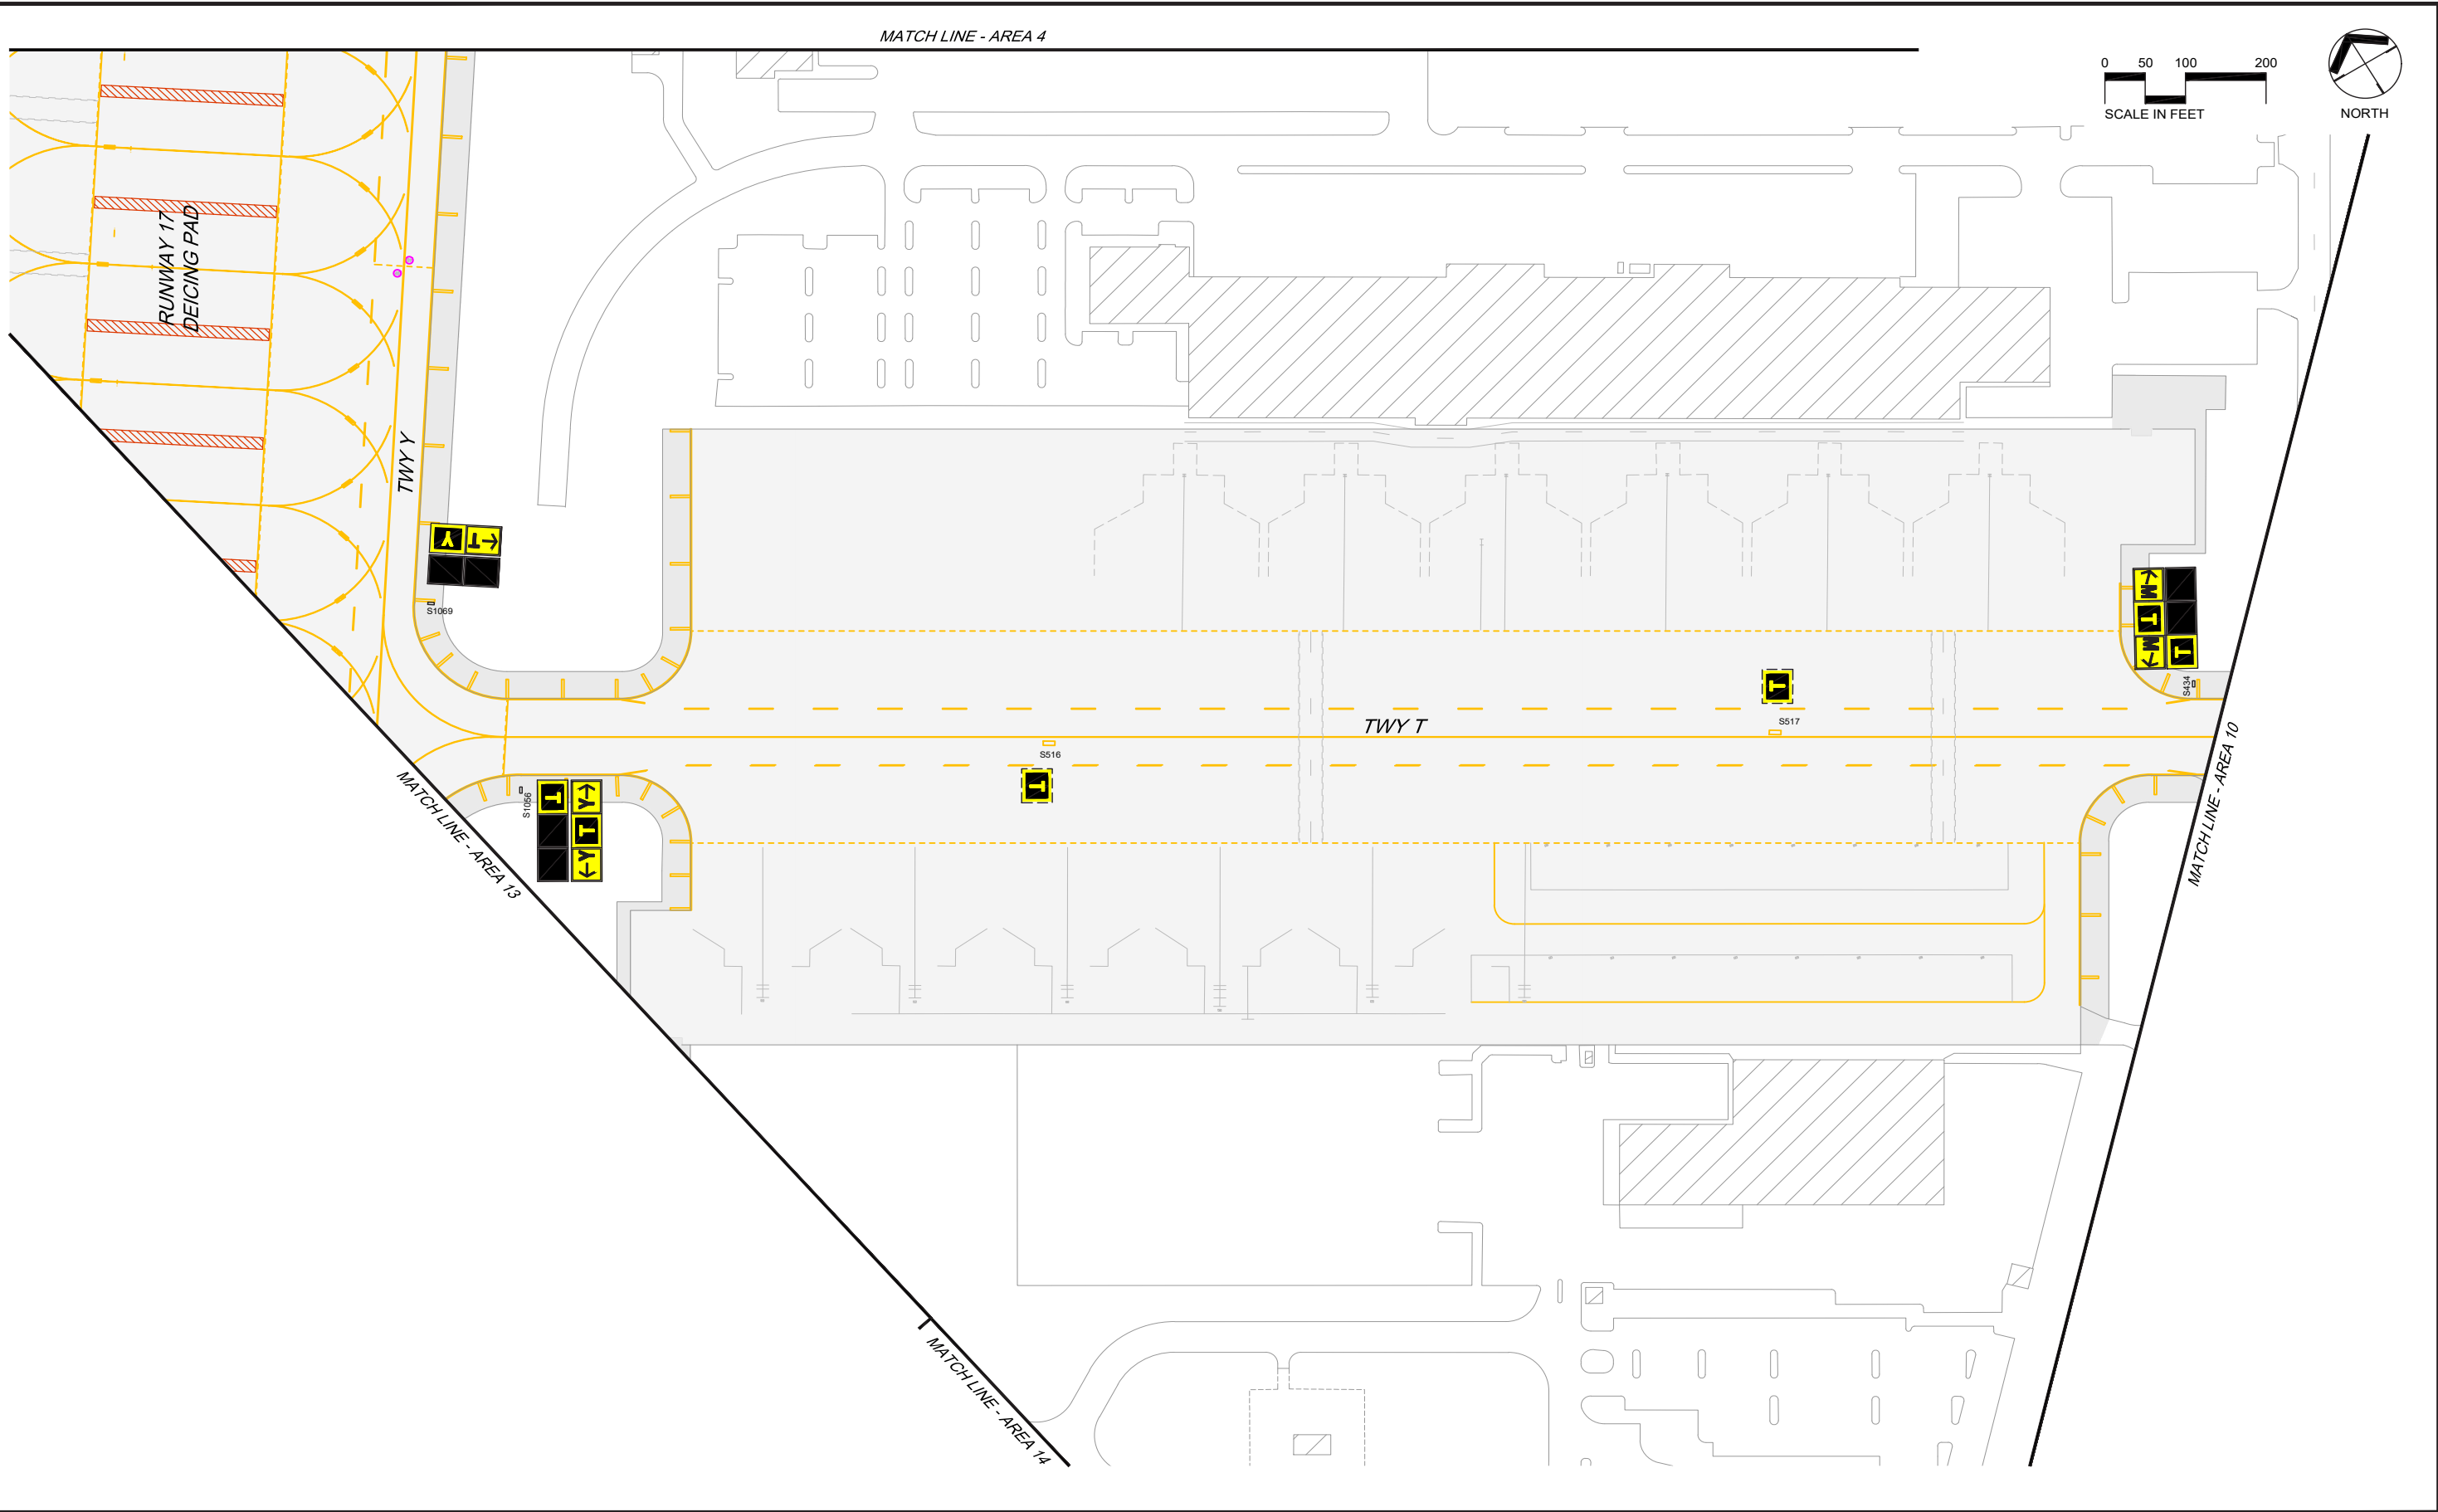 MATCH LINE - AREA 4
0 50 100 200
SCALE IN FEET
NORTH
RUNWAY 17
DEICING PAD
TWY Y
Y T→
S1069
←M T M→
T
S434
T
S517
TWY T
S516
T
MATCH LINE - AREA 10
S1056
T
←Y T Y→
MATCH LINE - AREA 13
MATCH LINE - AREA 14